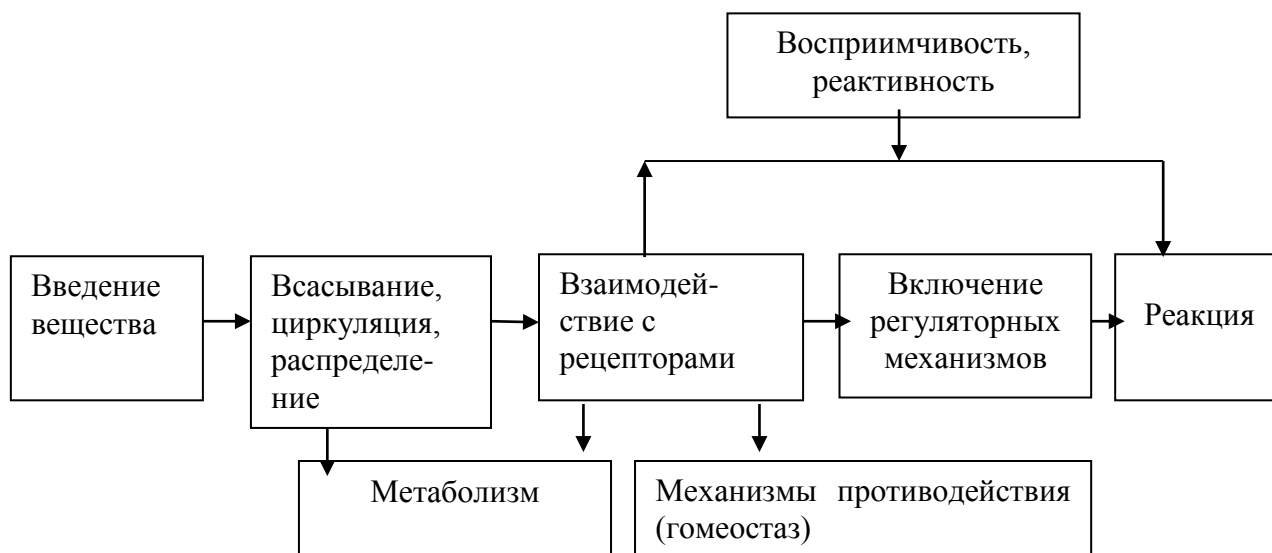 Восприимчивость,
реактивность
Введение
вещества
Всасывание,
циркуляция,
распределе-
ние
Взаимодей-
ствие с
рецепторами
Включение
регуляторных
механизмов
Реакция
Метаболизм
Механизмы противодействия
(гомеостаз)